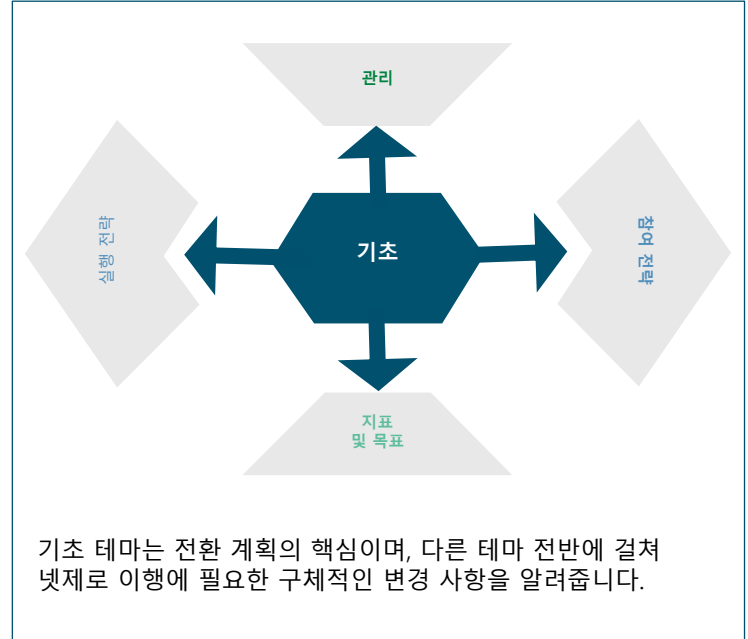 관리
실행 전략
기초
참여 전략
지표
및 목표
기초 테마는 전환 계획의 핵심이며, 다른 테마 전반에 걸쳐
넷제로 이행에 필요한 구체적인 변경 사항을 알려줍니다.